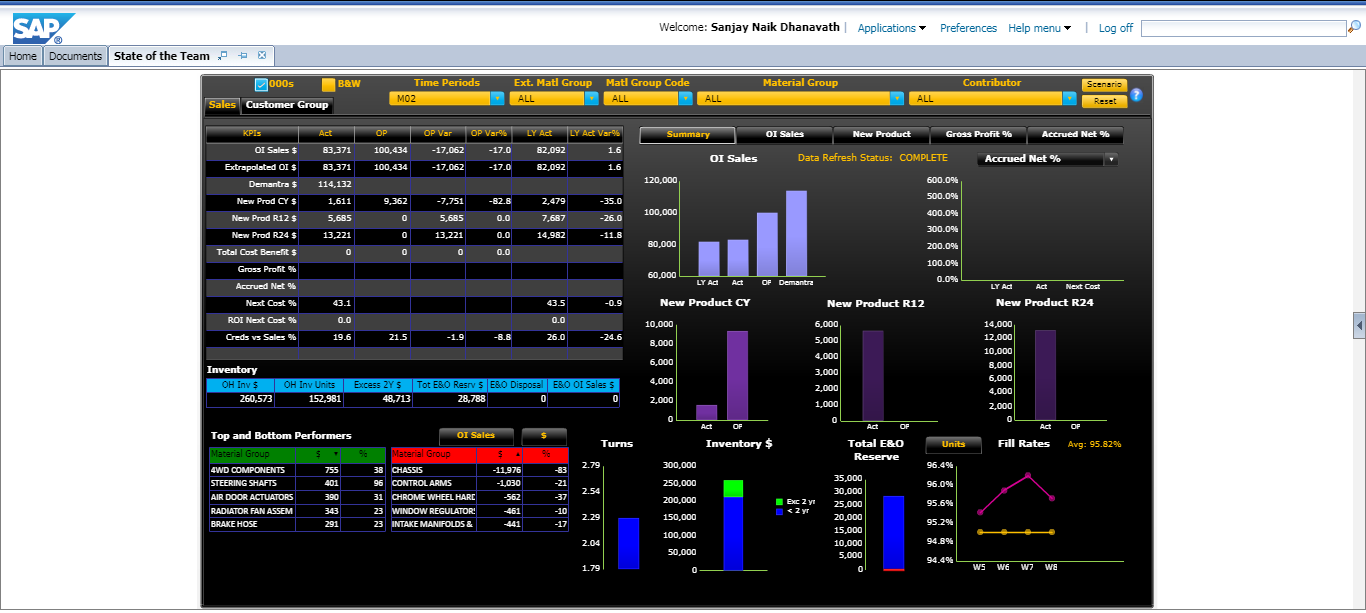 SAP ®
Welcome: Sanjay Naik Dhanavath | Applications Preferences Help menu | Log off
Home Documents State of the Team
000s B&W Time Periods Ext. Matl Group Matl Group Code Material Group Contributor Scenario
M02 ALL ALL ALL ALL Reset ?
Sales Customer Group
KPIs Act OP OP Var OP Var% LY Act LY Act Var%
OI Sales $ 83,371 100,434 -17,062 -17.0 82,092 1.6
Extrapolated OI $ 83,371 100,434 -17,062 -17.0 82,092 1.6
Demantra $ 114,132
New Prod CY $ 1,611 9,362 -7,751 -82.8 2,479 -35.0
New Prod R12 $ 5,685 0 5,685 0.0 7,687 -26.0
New Prod R24 $ 13,221 0 13,221 0.0 14,982 -11.8
Total Cost Benefit $ 0 0 0.0
Gross Profit %
Accrued Net %
Next Cost % 43.1 43.5 -0.9
ROI Next Cost % 0.0 0.0
Creds vs Sales % 19.6 21.5 -1.9 -8.8 26.0 -24.6
Inventory
OH Inv $ OH Inv Units Excess 2Y $ Tot E&O Resrv $ E&O Disposal E&O OI Sales $
260,573 152,981 48,713 28,788 0 0
Top and Bottom Performers OI Sales $
Material Group $ %
4WD COMPONENTS 755 38
STEERING SHAFTS 401 96
AIR DOOR ACTUATORS 390 31
RADIATOR FAN ASSEM 343 23
BRAKE HOSE 291 23
Material Group $ %
CHASSIS -11,976 -83
CONTROL ARMS -1,030 -21
CHROME WHEEL HARD -562 -37
WINDOW REGULATORS -461 -10
INTAKE MANIFOLDS & -441 -17
Summary OI Sales New Product Gross Profit % Accrued Net %
OI Sales Data Refresh Status: COMPLETE Accrued Net %
120,000
100,000
80,000
60,000
LY Act Act OP Demantra
600.0%
500.0%
400.0%
300.0%
200.0%
100.0%
0.0%
LY Act Act Next Cost
New Product CY
10,000
8,000
6,000
4,000
2,000
0
Act OP
New Product R12
6,000
5,000
4,000
3,000
2,000
1,000
0
Act OP
New Product R24
14,000
12,000
10,000
8,000
6,000
4,000
2,000
0
Act OP
Turns
2.79
2.54
2.29
2.04
1.79
Inventory $
300,000
250,000
200,000
150,000
100,000
50,000
0
Exc 2 yr
< 2 yr
Total E&O
Reserve
35,000
30,000
25,000
20,000
15,000
10,000
5,000
0
Units Fill Rates Avg: 95.82%
96.4%
96.0%
95.6%
95.2%
94.8%
94.4%
W5 W6 W7 W8